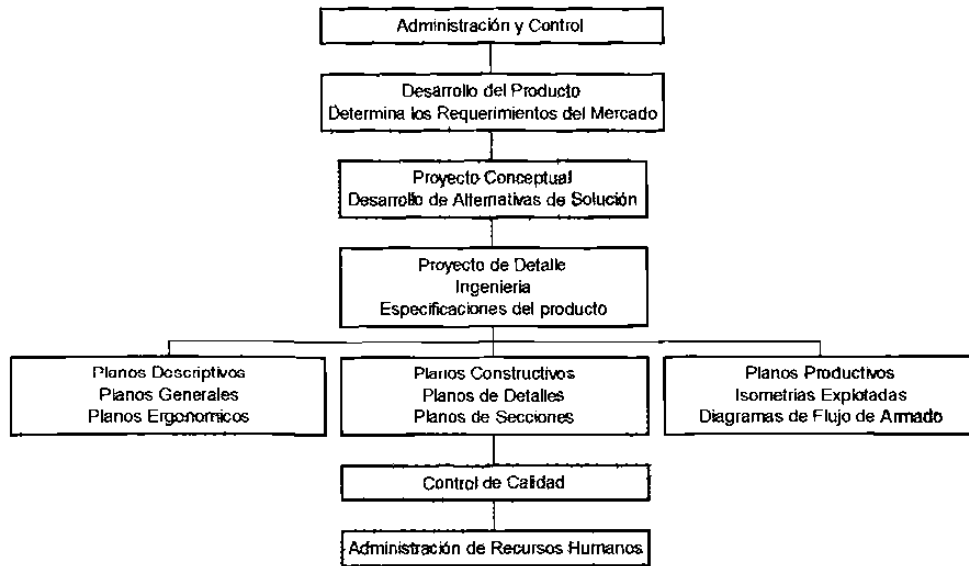 Administración y Control
Desarrollo del Producto
Determina los Requerimientos del Mercado
Proyecto Conceptual
Desarrollo de Alternativas de Solución
Proyecto de Detalle
Ingenieria
Especificaciones del producto
Planos Descriptivos
Planos Generales
Planos Ergonomicos
Planos Constructivos
Planos de Detalles
Planos de Secciones
Planos Productivos
Isometrías Explotadas
Diagramas de Flujo de Armado
Control de Calidad
Administración de Recursos Humanos